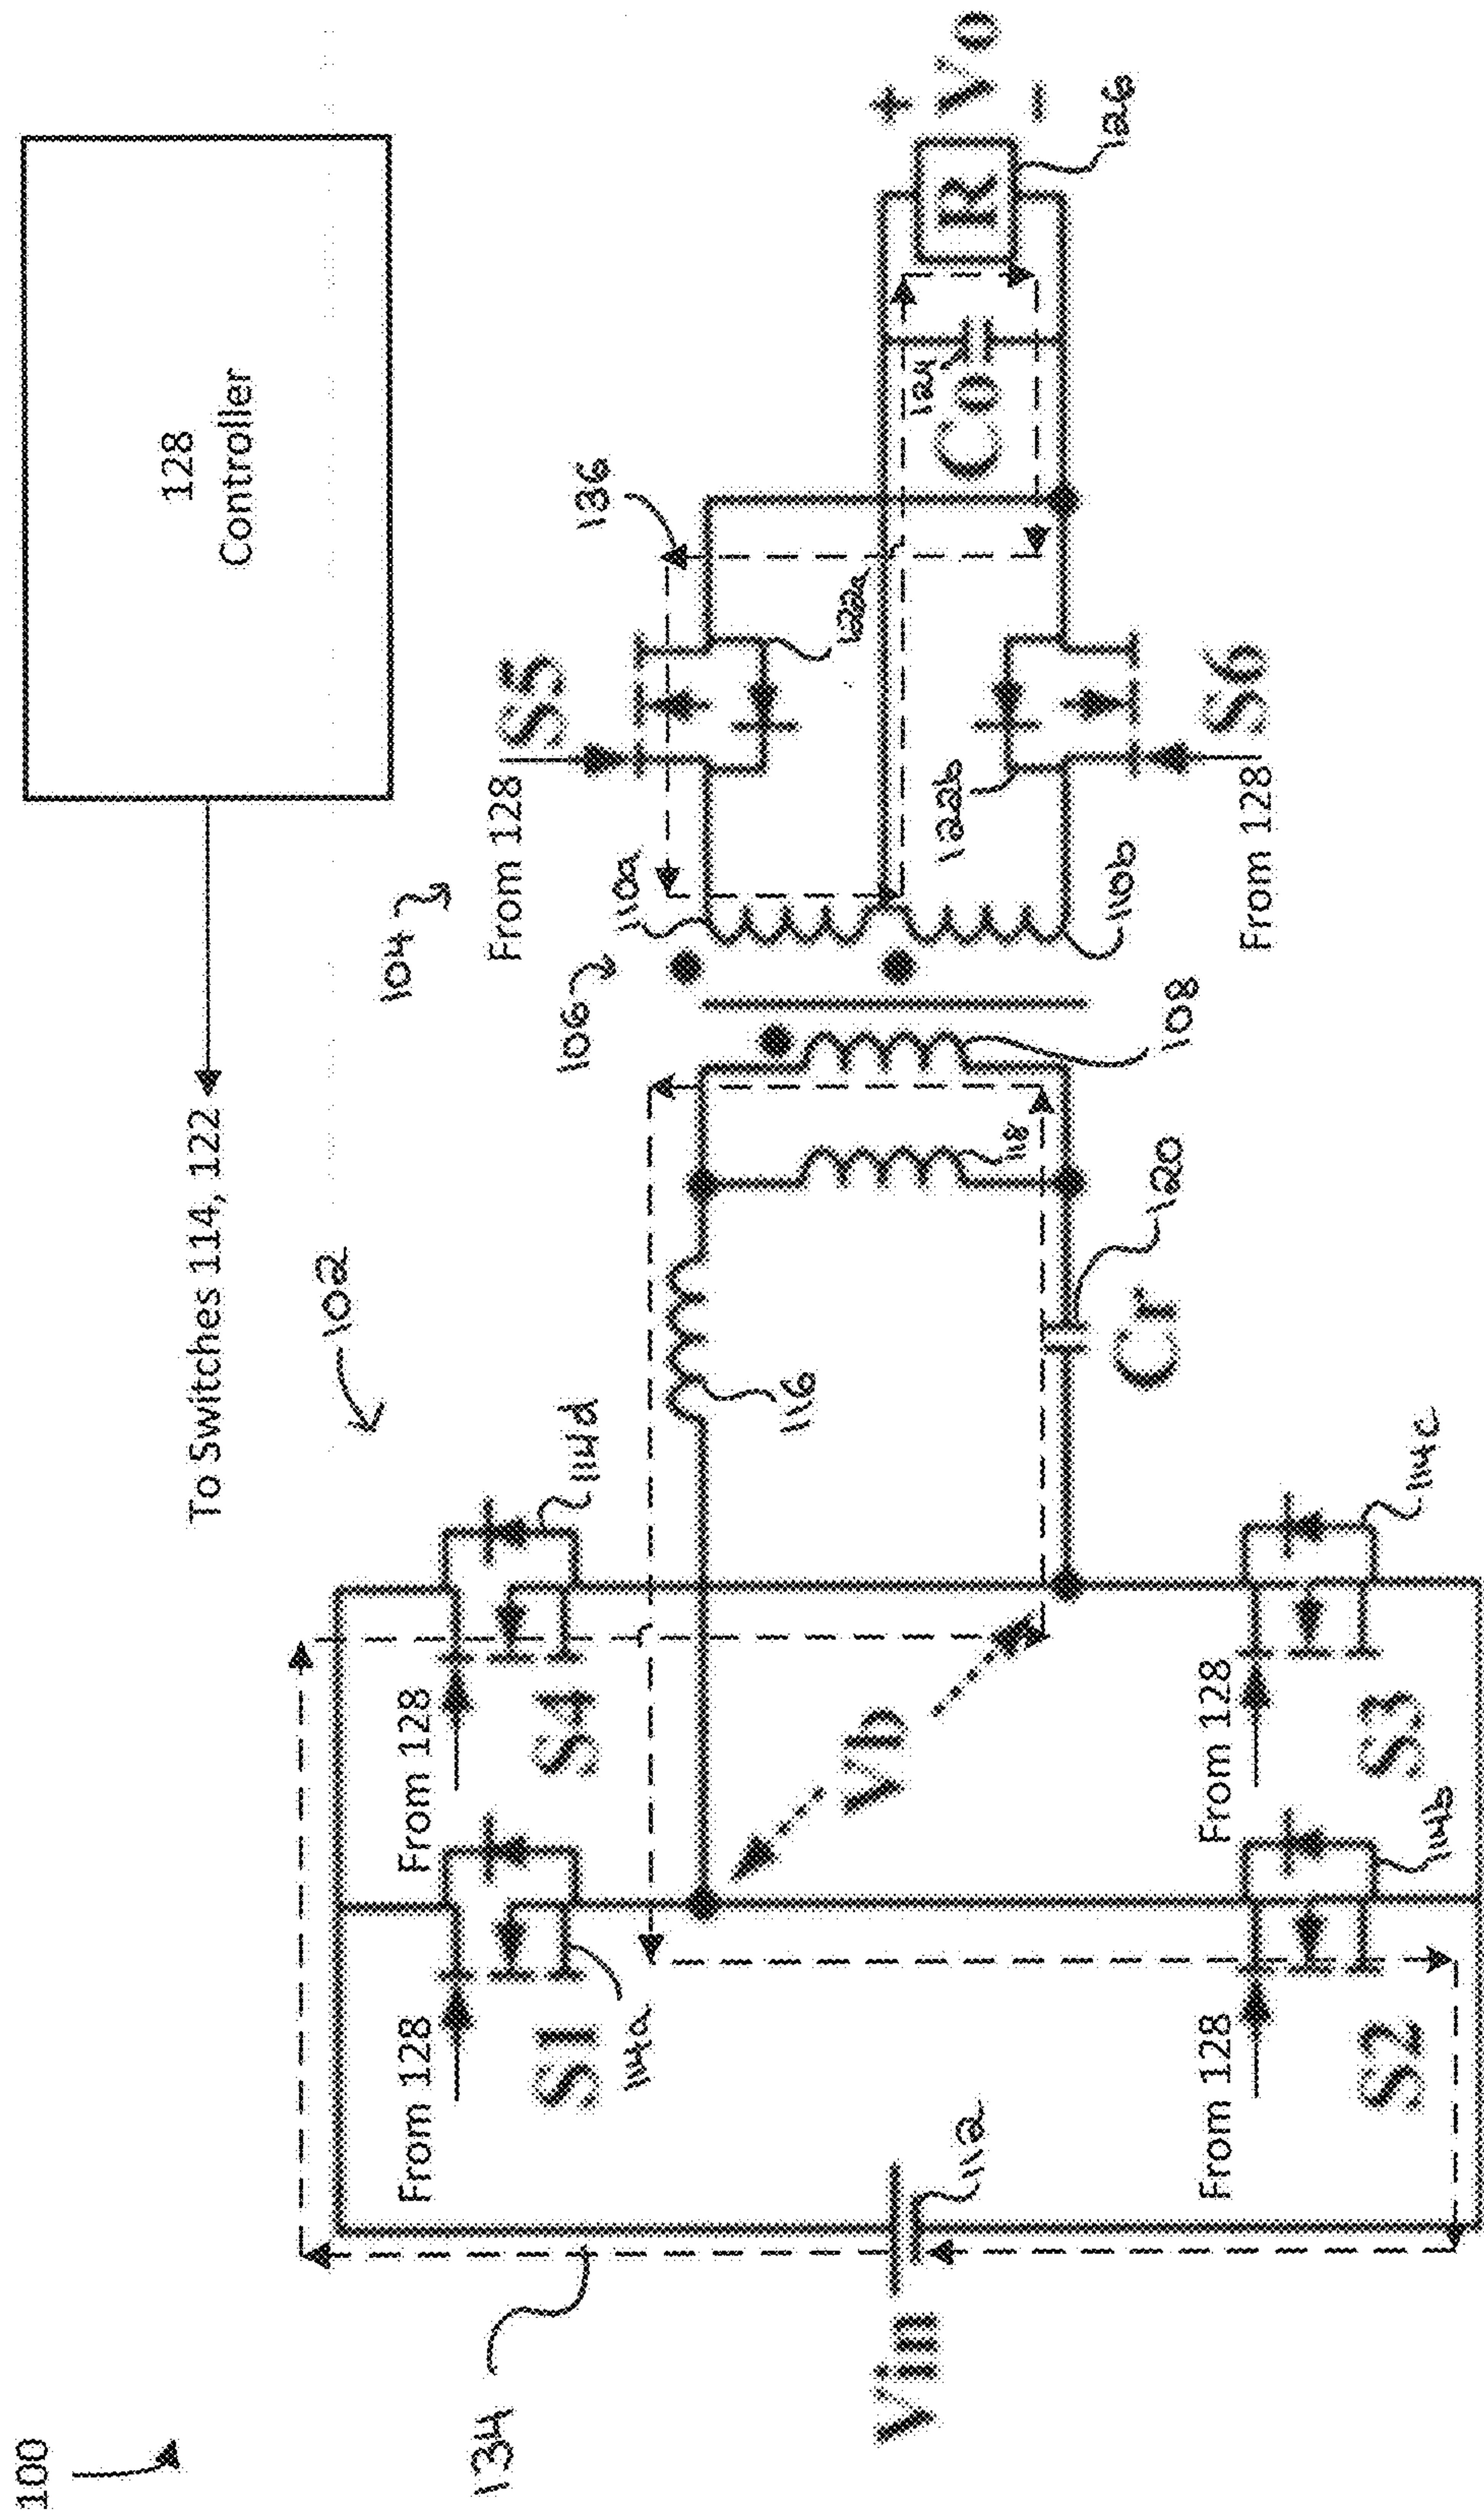 100
128
Controller
To Switches 114, 122
102
104
106
134
136
From 128
S1
114a
From 128
S4
114d
Vin
112
Vb
From 128
S2
114b
From 128
S3
114c
116
118
120
Cr
108
110a
110b
From 128
S5
122a
122b
From 128
S6
124
Co
R
126
+
Vo
-